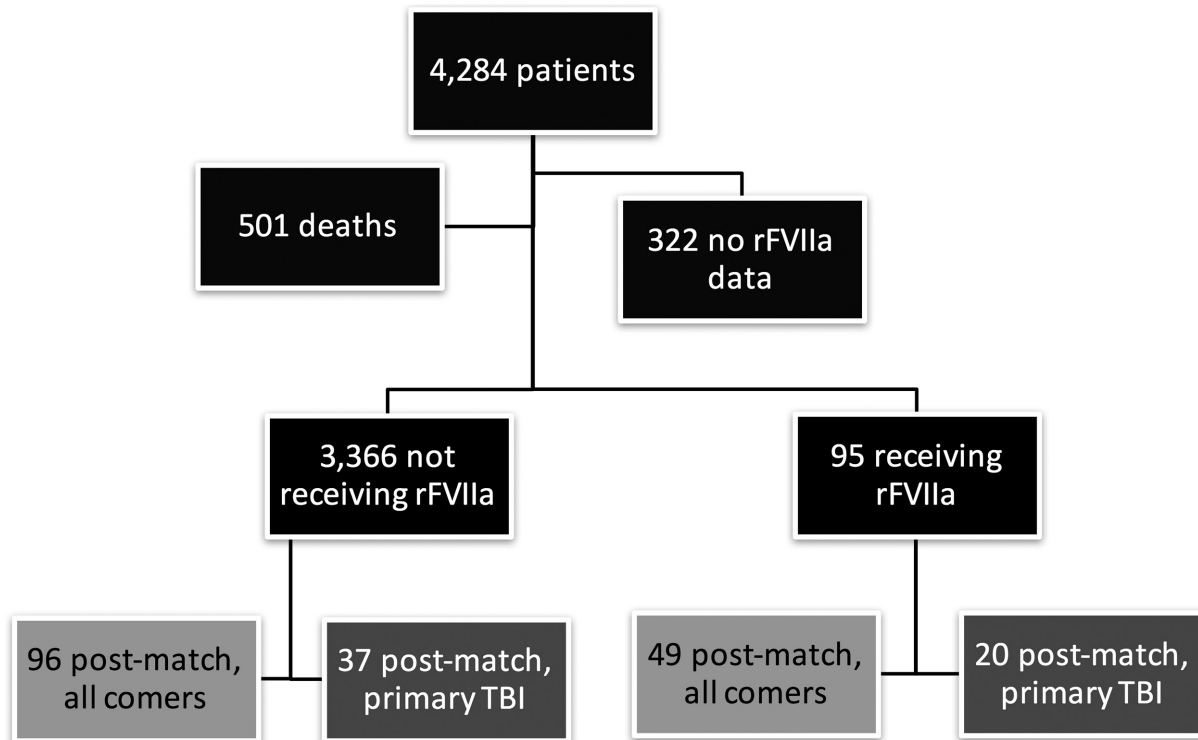 4,284 patients
501 deaths
322 no rFVIIa
data
3,366 not
receiving rFVIIa
95 receiving
rFVIIa
96 post-match,
all comers
37 post-match,
primary TBI
49 post-match,
all comers
20 post-match,
primary TBI